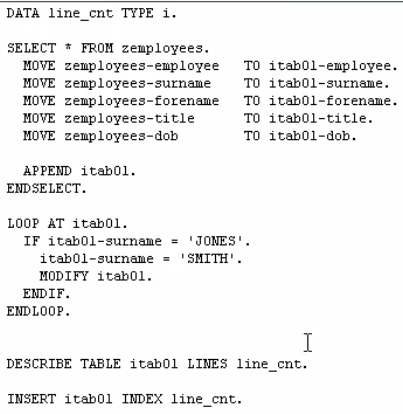 DATA line_cnt TYPE i.
SELECT * FROM zemployees.
MOVE zemployees-employee TO itab01-employee.
MOVE zemployees-surname TO itab01-surname.
MOVE zemployees-forename TO itab01-forename.
MOVE zemployees-title TO itab01-title.
MOVE zemployees-dob TO itab01-dob.
APPEND itab01.
ENDSELECT.
LOOP AT itab01.
IF itab01-surname = 'JONES'.
itab01-surname = 'SMITH'.
MODIFY itab01.
ENDIF.
ENDLOOP.
DESCRIBE TABLE itab01 LINES line_cnt.
INSERT itab01 INDEX line_cnt.